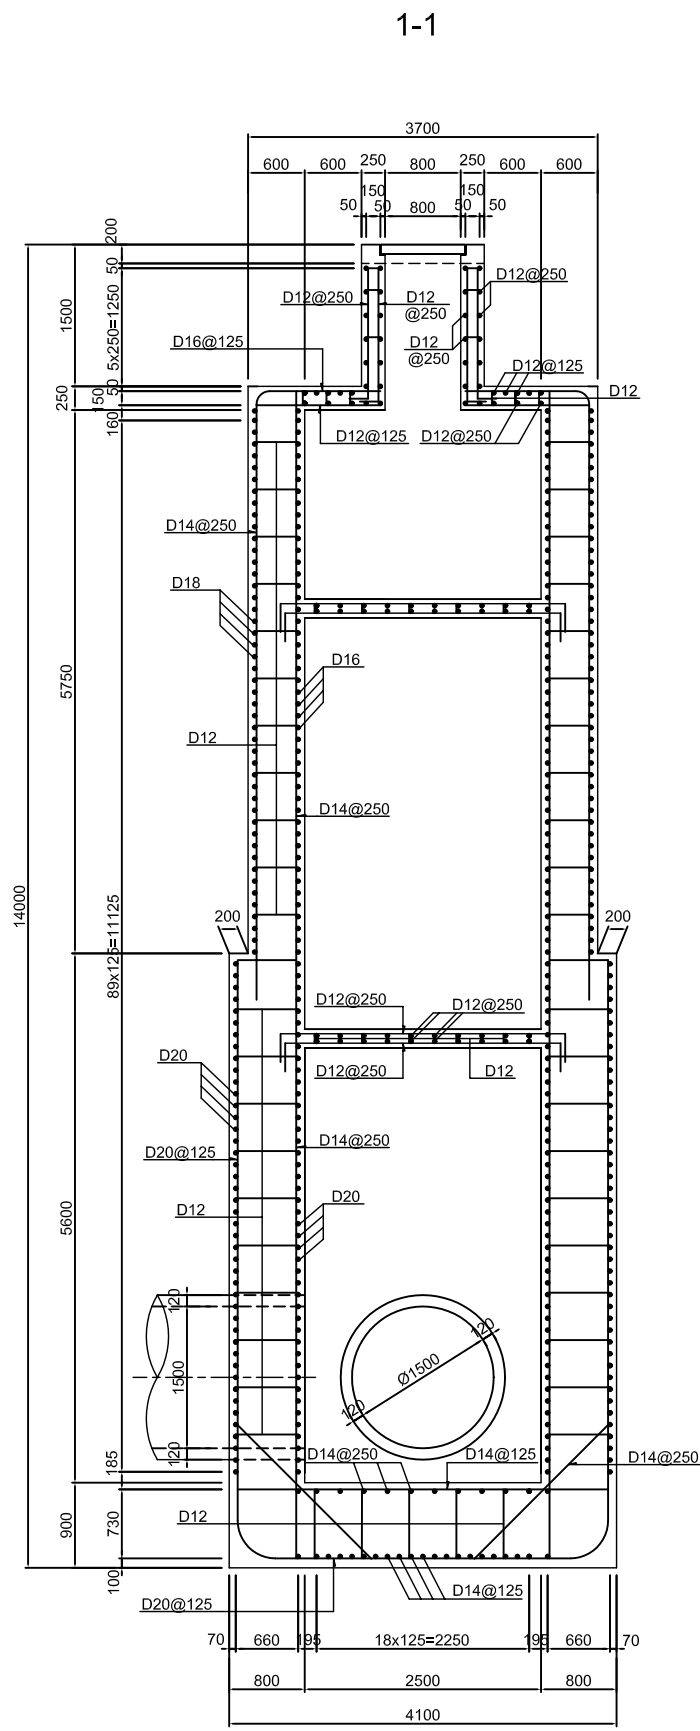 1-1
3700
600 600 250 800 250 600 600
150 150
50 50 800 50 50
200
50
1500
5x250=1250
D12@250
D12@250
D12
@250
D12
@250
D16@125
D12@125
D12
50
250
150
160
D12@125
D12@250
D14@250
D18
D16
5750
D12
D14@250
14000
89x125=11125
200
200
D12@250
D12@250
D12@250
D12
D20
D14@250
D20@125
D20
D12
5600
120
1500
120
120
Ø1500
120
185
D14@250
D14@125
D14@250
730
900
D12
100
D20@125
D14@125
70 660 195 18x125=2250 195 660 70
800 2500 800
4100